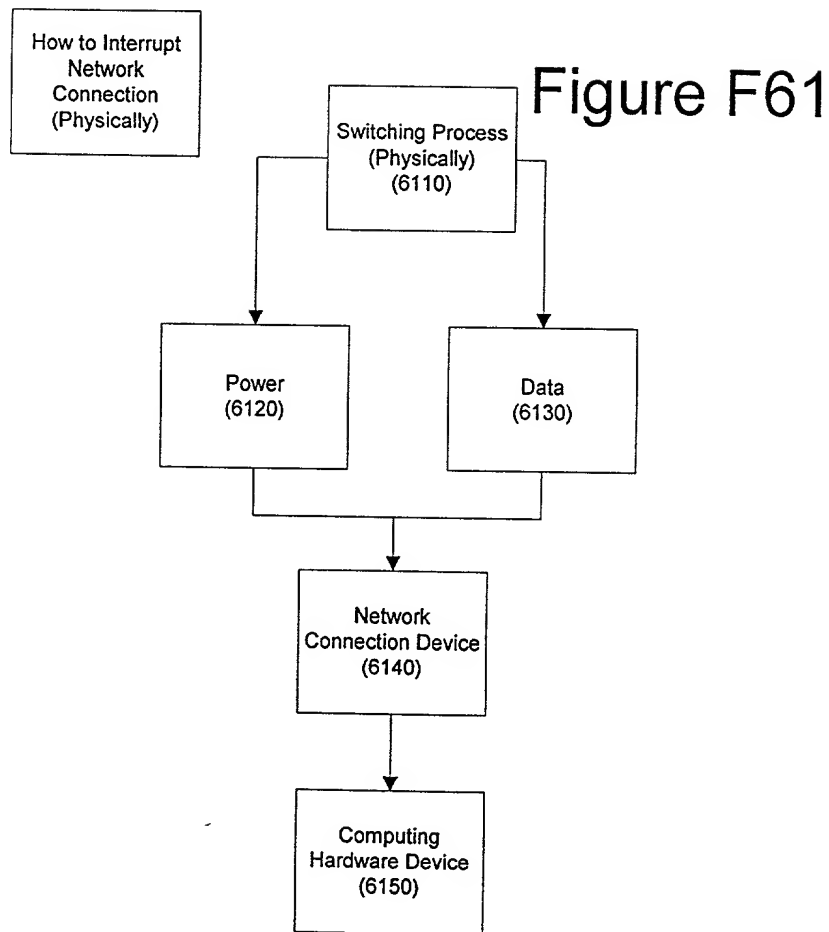 How to Interrupt
Network
Connection
(Physically)
Figure F61
Switching Process
(Physically)
(6110)
Power
(6120)
Data
(6130)
Network
Connection Device
(6140)
Computing
Hardware Device
(6150)